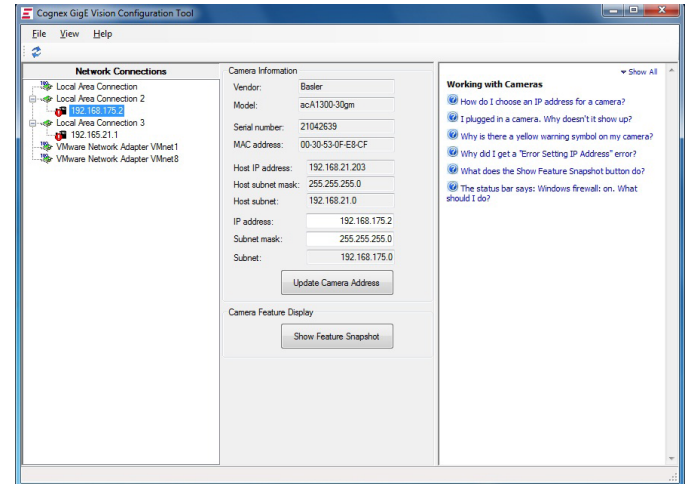 Cognex GigE Vision Configuration Tool
File View Help
Network Connections
Local Area Connection
Local Area Connection 2
192.168.175.2
Local Area Connection 3
192.165.21.1
VMware Network Adapter VMnet1
VMware Network Adapter VMnet8
Camera Information
Vendor: Basler
Model: acA1300-30gm
Serial number: 21042639
MAC address: 00-30-53-0F-E8-CF
Host IP address: 192.168.21.203
Host subnet mask: 255.255.255.0
Host subnet: 192.168.21.0
IP address: 192.168.175.2
Subnet mask: 255.255.255.0
Subnet: 192.168.175.0
Update Camera Address
Camera Feature Display
Show Feature Snapshot
Show All
Working with Cameras
How do I choose an IP address for a camera?
I plugged in a camera. Why doesn't it show up?
Why is there a yellow warning symbol on my camera?
Why did I get a "Error Setting IP Address" error?
What does the Show Feature Snapshot button do?
The status bar says: Windows firewall: on. What
should I do?